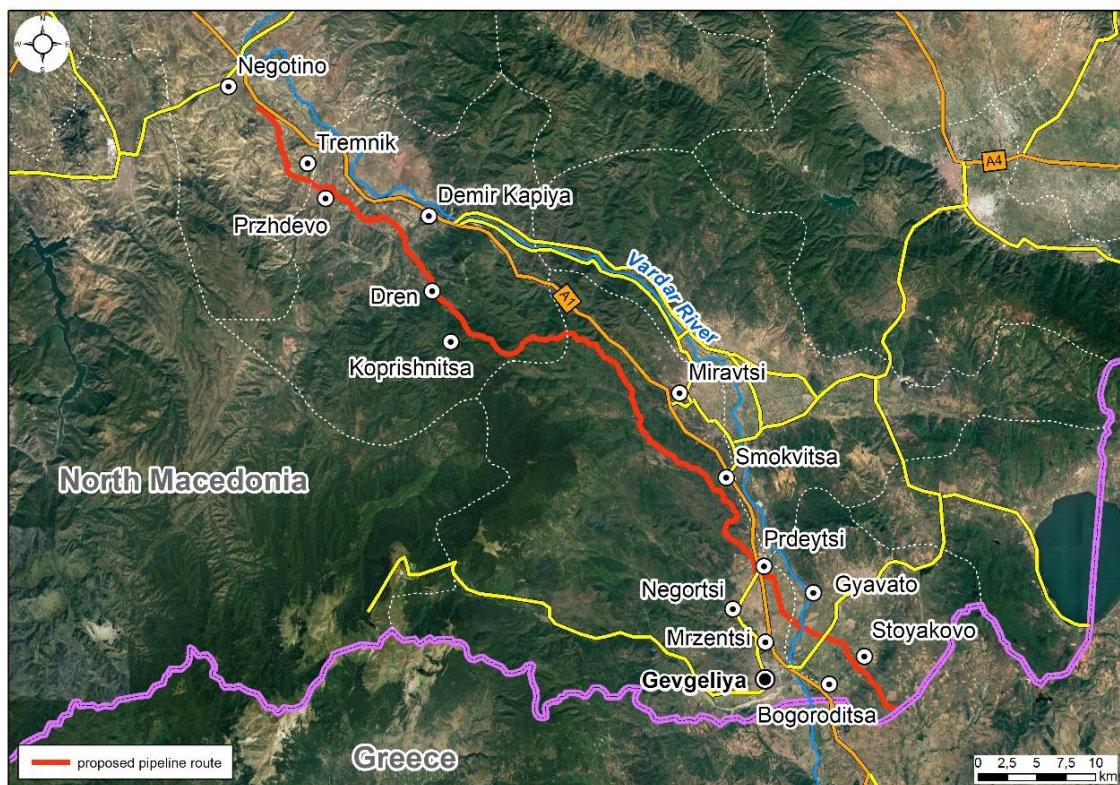 N
W E
S
Negotino
Tremnik
Przhdevo
Demir Kapiya
A4
Vardar River
A1
Dren
Koprishnitsa
Miravtsi
North Macedonia
Smokvitsa
Prdeytsi
Negortsi
Gyavato
Mrzentsi
Stoyakovo
Gevgeliya
Bogoroditsa
Greece
proposed pipeline route
0 2,5 5 7,5 10
km